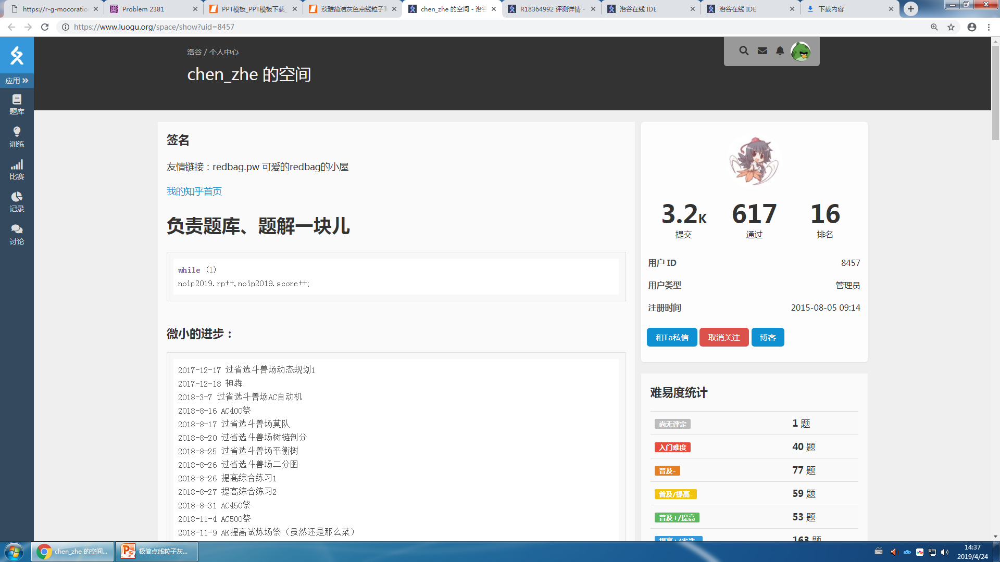 https://r-g-mocoratio
Problem 2381
PPT模板_PPT模板下载_
淡雅简洁灰色点线粒子背
chen_zhe 的空间 - 洛谷
R18364992 评测详情 -
洛谷在线 IDE
洛谷在线 IDE
下载内容
https://www.luogu.org/space/show?uid=8457
应用
题库
训练
比赛
记录
讨论
洛谷 / 个人中心
chen_zhe 的空间
签名
友情链接：redbag.pw 可爱的redbag的小屋
我的知乎首页
负责题库、题解一块儿
while (1)
noip2019.rp++,noip2019.score++;
微小的进步：
2017-12-17 过省选斗兽场动态规划1
2017-12-18 神犇
2018-3-7 过省选斗兽场AC自动机
2018-8-16 AC400祭
2018-8-17 过省选斗兽场莫队
2018-8-20 过省选斗兽场树链剖分
2018-8-25 过省选斗兽场平衡树
2018-8-26 过省选斗兽场二分图
2018-8-26 提高综合练习1
2018-8-27 提高综合练习2
2018-8-31 AC450祭
2018-11-4 AC500祭
2018-11-9 AK提高试炼场祭（虽然还是那么菜）
3.2K 617 16
提交 通过 排名
用户 ID 8457
用户类型 管理员
注册时间 2015-08-05 09:14
和Ta私信 取消关注 博客
难易度统计
尚无评定 1 题
入门难度 40 题
普及- 77 题
普及/提高- 59 题
普及+/提高 53 题
提高+/省选- 163 题
chen_zhe 的空间...
极简点线粒子灰...
14:37
2019/4/24